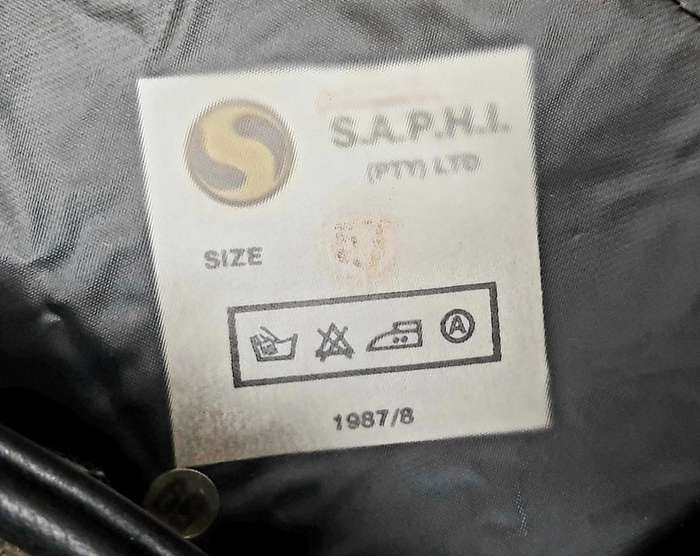 S.A.P.H.I.
(PTY) LTD
SIZE
A
1987/8